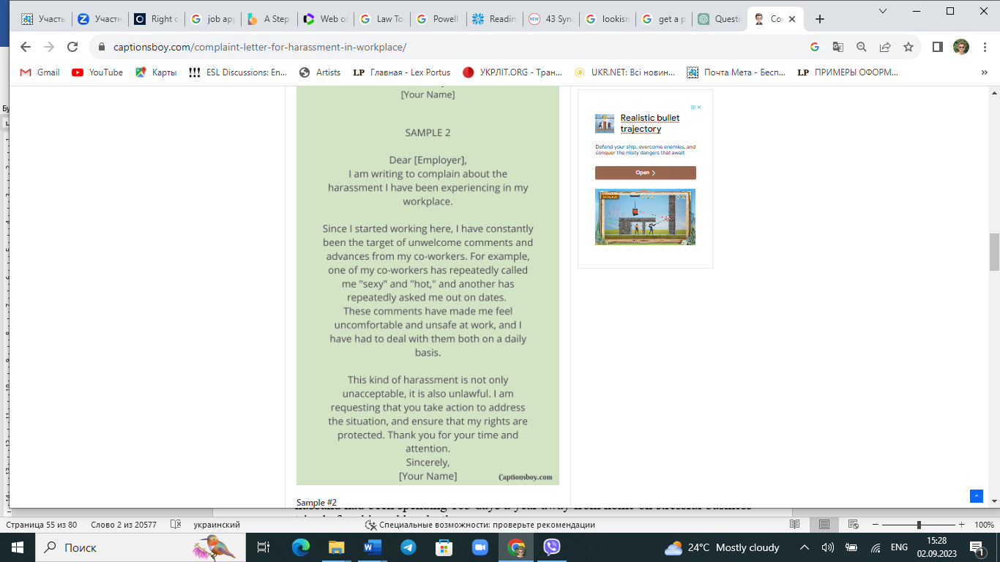 Участь
Участн
Right c
job app
A Step
Web of
Law To
Powell
Readin
43 Syno
lookism
get a p
Questi
Co
captionsboy.com/complaint-letter-for-harassment-in-workplace/
Gmail
YouTube
Карты
ESL Discussions: En...
Artists
LP Главная - Lex Portus
УКРЛІТ.ORG - Тран...
UKR.NET: Всі новин...
Почта Мета - Бесп...
LP ПРИМЕРЫ ОФОРМ...
»
[Your Name]
SAMPLE 2
Dear [Employer],
I am writing to complain about the
harassment I have been experiencing in my
workplace.
Since I started working here, I have constantly
been the target of unwelcome comments and
advances from my co-workers. For example,
one of my co-workers has repeatedly called
me "sexy" and "hot," and another has
repeatedly asked me out on dates.
These comments have made me feel
uncomfortable and unsafe at work, and I
have had to deal with them both on a daily
basis.
This kind of harassment is not only
unacceptable, it is also unlawful. I am
requesting that you take action to address
the situation, and ensure that my rights are
protected. Thank you for your time and
attention.
Sincerely,
[Your Name]
Captionsboy.com
Sample #2
Realistic bullet
trajectory
Defend your ship, overcome enemies, and
conquer the misty dangers that await
Open
Страница 55 из 80
Слово 2 из 20577
украинский
Специальные возможности: проверьте рекомендации
100%
Поиск
24°C Mostly cloudy
ENG
15:28
02.09.2023
1